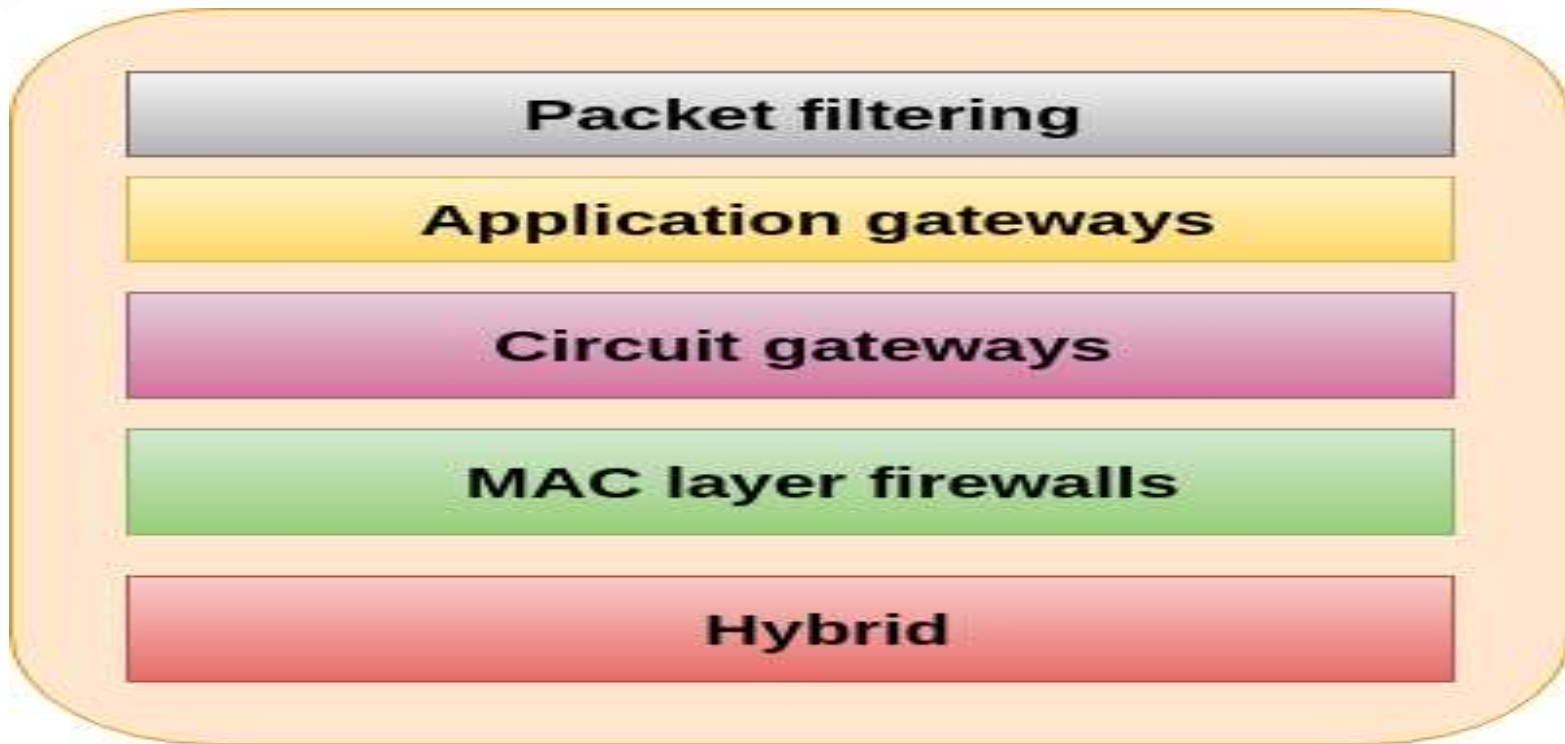 Packet filtering
Application gateways
Circuit gateways
MAC layer firewalls
Hybrid